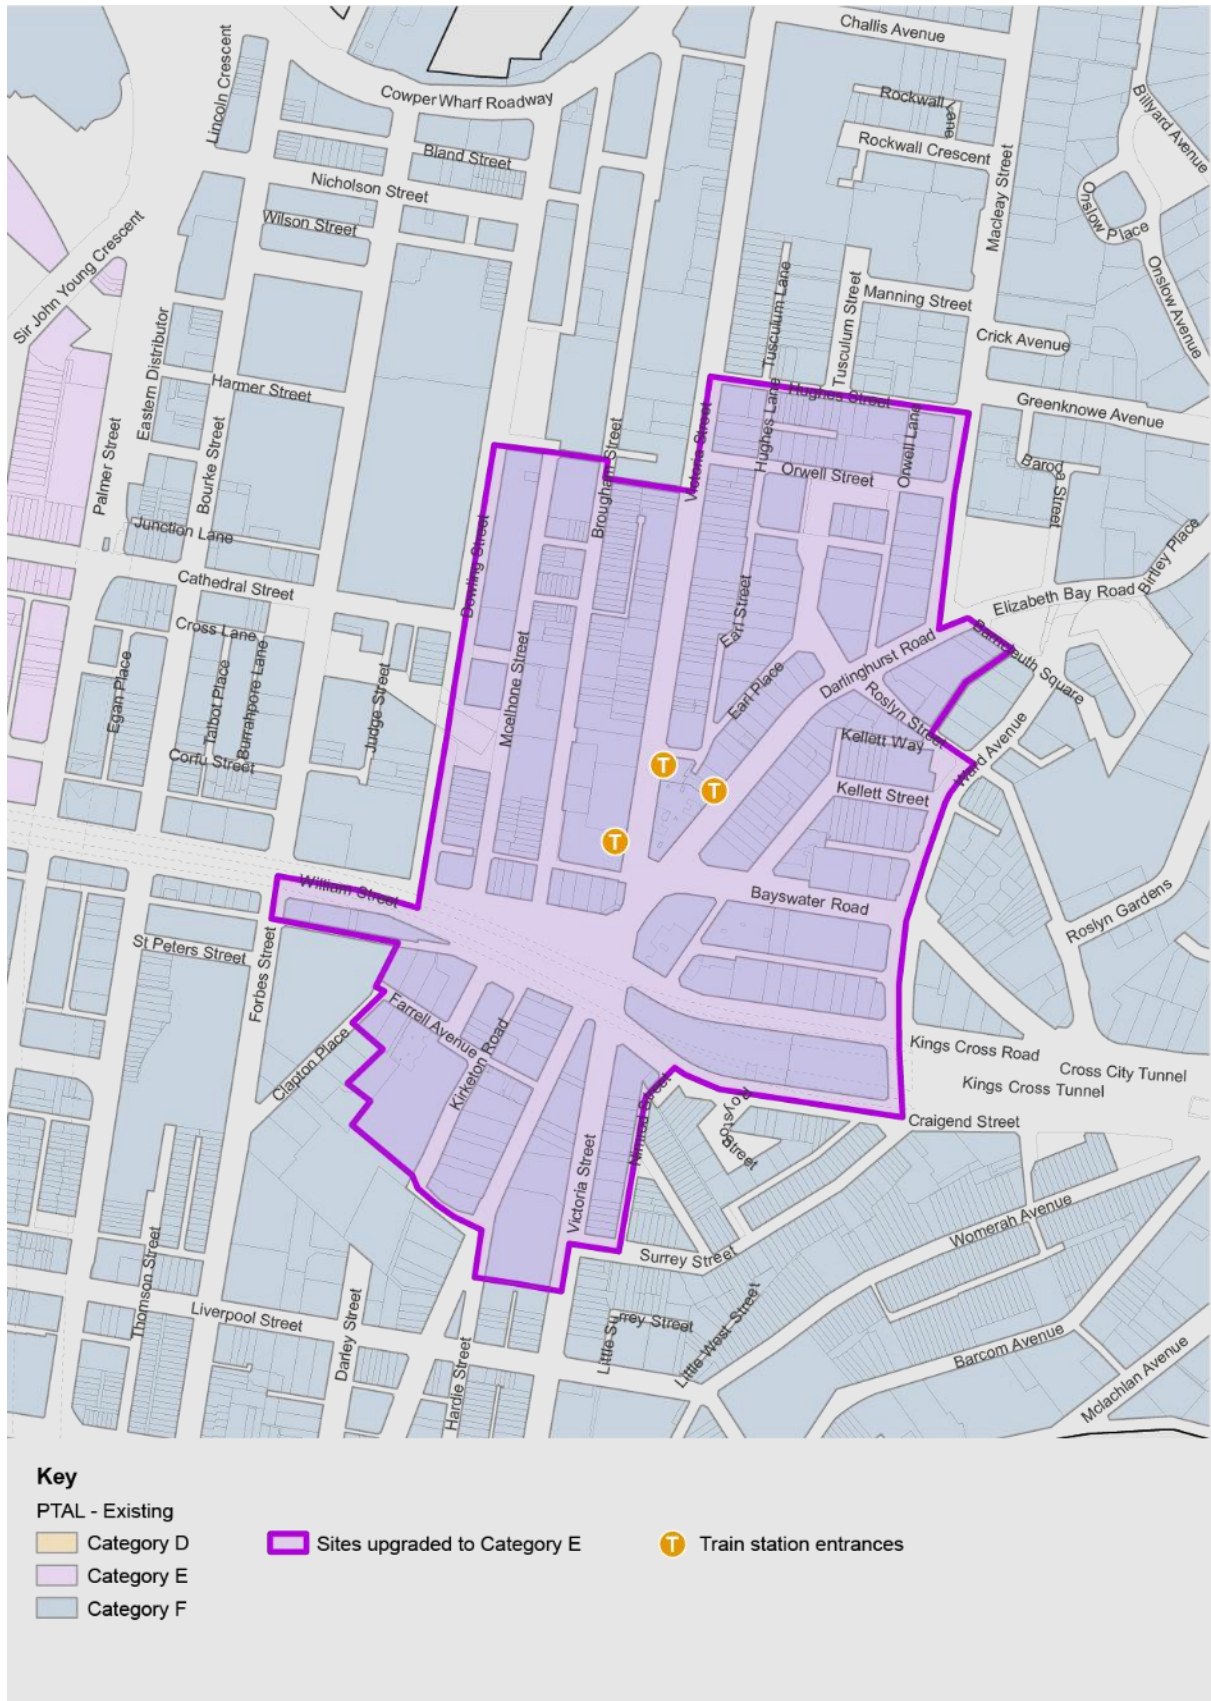 Challis Avenue
Lincoln Crescent
Cowper Wharf Roadway
Rockwall Lane
Billyard Avenue
Bland Street
Rockwall Crescent
Nicholson Street
Macleay Street
Onslow Place
Wilson Street
Sir John Young Crescent
Onslow Avenue
Tusculum Lane
Tusculum Street
Manning Street
Crick Avenue
Eastern Distributor
Harmer Street
Hughes Street
Greenknowe Avenue
Palmer Street
Bourke Street
Brougham Street
Victoria Street
Hughes Lane
Orwell Street
Orwell Lane
Baroda Street
Junction Lane
Dowling Street
Birtley Place
Cathedral Street
Earl Street
Elizabeth Bay Road
Cross Lane
Barncleuth Square
Egan Place
Talbot Place
Burrahpore Lane
Judge Street
Mcelhone Street
Earl Place
Darlinghurst Road
Roslyn Street
Corfu Street
Kellett Way
Ward Avenue
T
T
Kellett Street
T
William Street
Bayswater Road
Roslyn Gardens
St Peters Street
Forbes Street
Farrell Avenue
Clapton Place
Kirketon Road
Kings Cross Road
Cross City Tunnel
Kings Cross Tunnel
Nimrod Street
Royston Street
Craigend Street
Victoria Street
Surrey Street
Womerah Avenue
Thomson Street
Liverpool Street
Darley Street
Little Surrey Street
Little West Street
Hardie Street
Barcom Avenue
Mclachlan Avenue
Key
PTAL - Existing
Category D
Sites upgraded to Category E
T Train station entrances
Category E
Category F